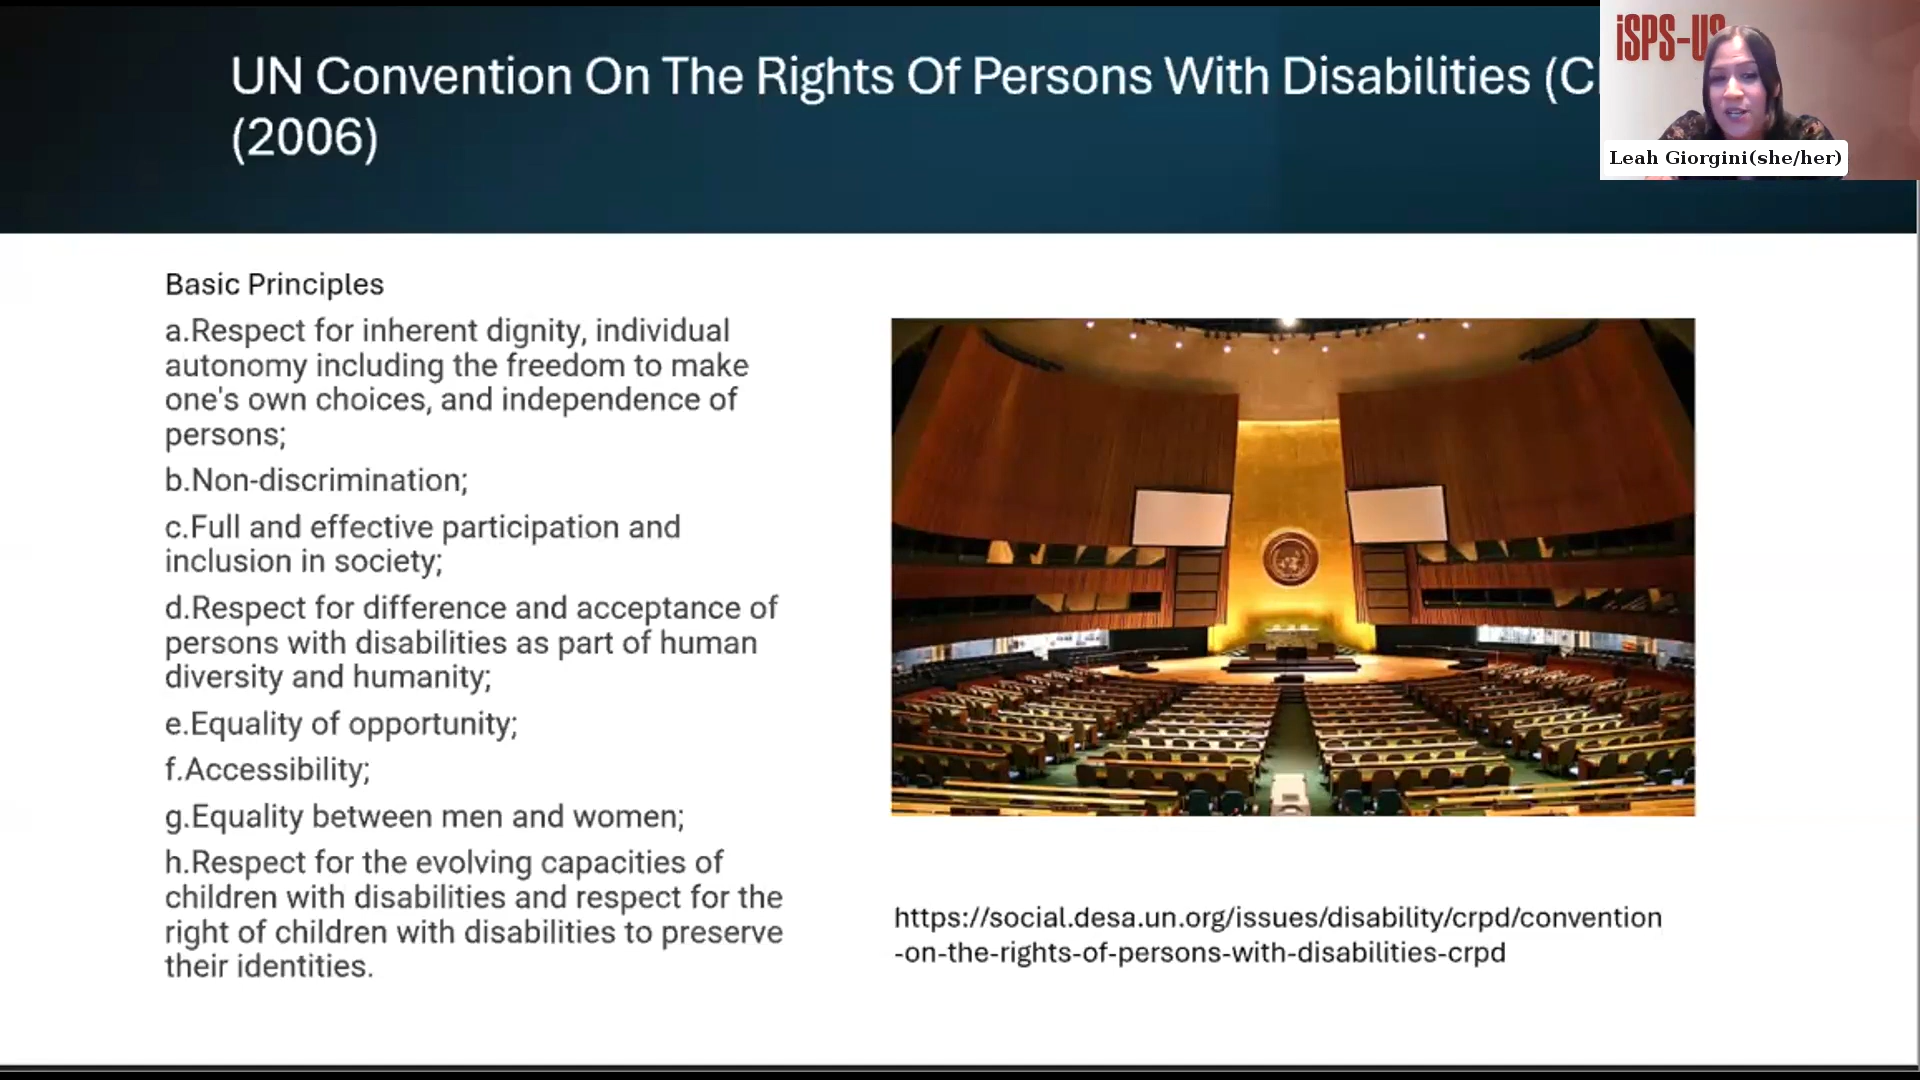 UN Convention On The Rights Of Persons With Disabilities (C
(2006)
iSPS-US
Leah Giorgini(she/her)
Basic Principles
a.Respect for inherent dignity, individual
autonomy including the freedom to make
one's own choices, and independence of
persons;
b.Non-discrimination;
c.Full and effective participation and
inclusion in society;
d.Respect for difference and acceptance of
persons with disabilities as part of human
diversity and humanity;
e.Equality of opportunity;
f.Accessibility;
g.Equality between men and women;
h.Respect for the evolving capacities of
children with disabilities and respect for the
right of children with disabilities to preserve
their identities.
https://social.desa.un.org/issues/disability/crpd/convention
-on-the-rights-of-persons-with-disabilities-crpd